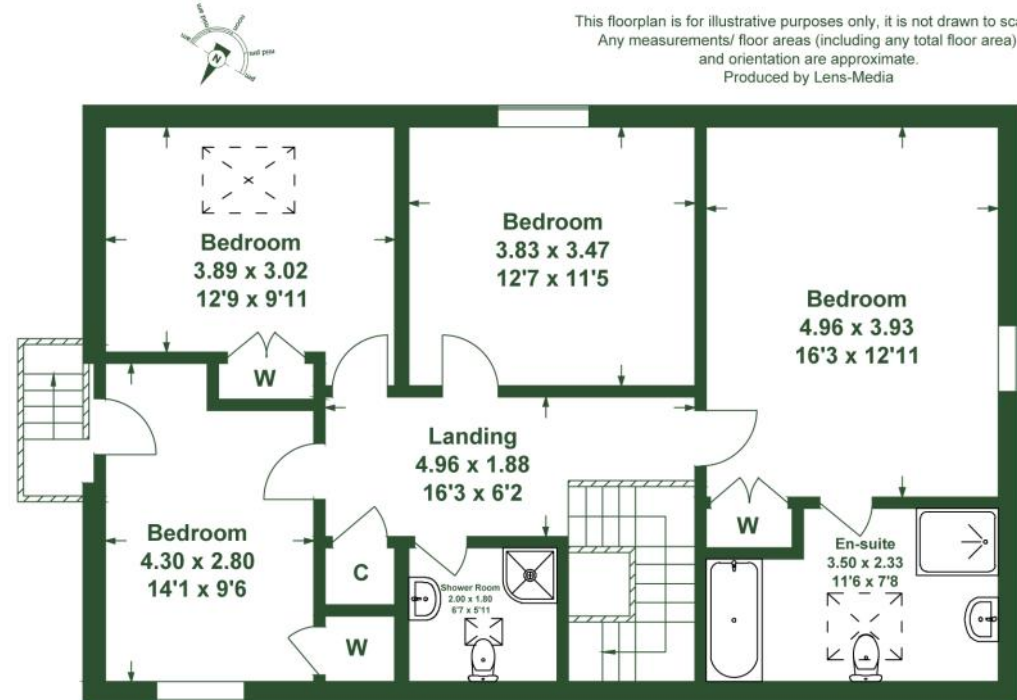 This floorplan is for illustrative purposes only, it is not drawn to sca
Any measurements/ floor areas (including any total floor area)
and orientation are approximate.
Produced by Lens-Media
N
Bedroom
3.89 x 3.02
12'9 x 9'11
W
Bedroom
3.83 x 3.47
12'7 x 11'5
Bedroom
4.96 x 3.93
16'3 x 12'11
Landing
4.96 x 1.88
16'3 x 6'2
Bedroom
4.30 x 2.80
14'1 x 9'6
C
W
Shower Room
2.00 x 1.80
6'7 x 5'11
W
En-suite
3.50 x 2.33
11'6 x 7'8